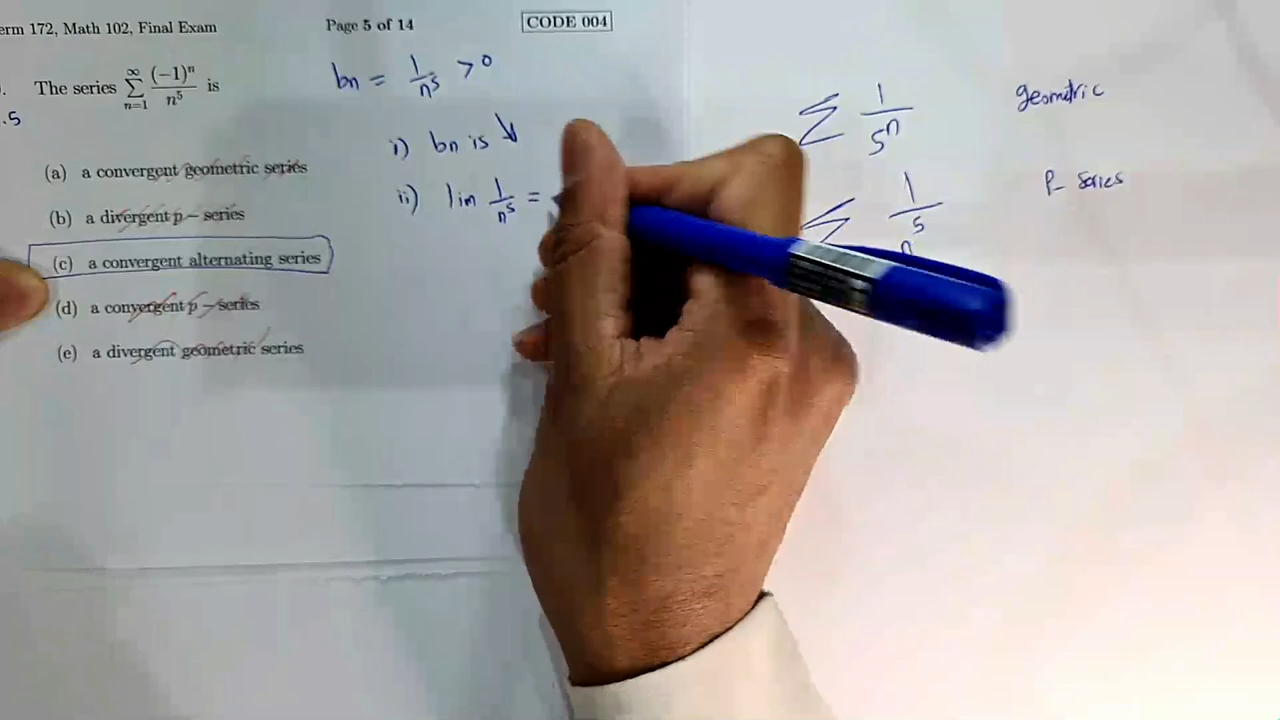 erm 172, Math 102, Final Exam Page 5 of 14 CODE 004
. The series ∑_{n=1}^{∞} (-1)^n / n^5 is
.5
(a) a convergent geometric series
(b) a divergent p – series
(c) a convergent alternating series
(d) a convergent p – series
(e) a divergent geometric series
bn = 1/n^5 > 0
i) bn is ↓
ii) lim 1/n^5 =
∑ 1/5^n geometric
∑ 1/n^5 P- series